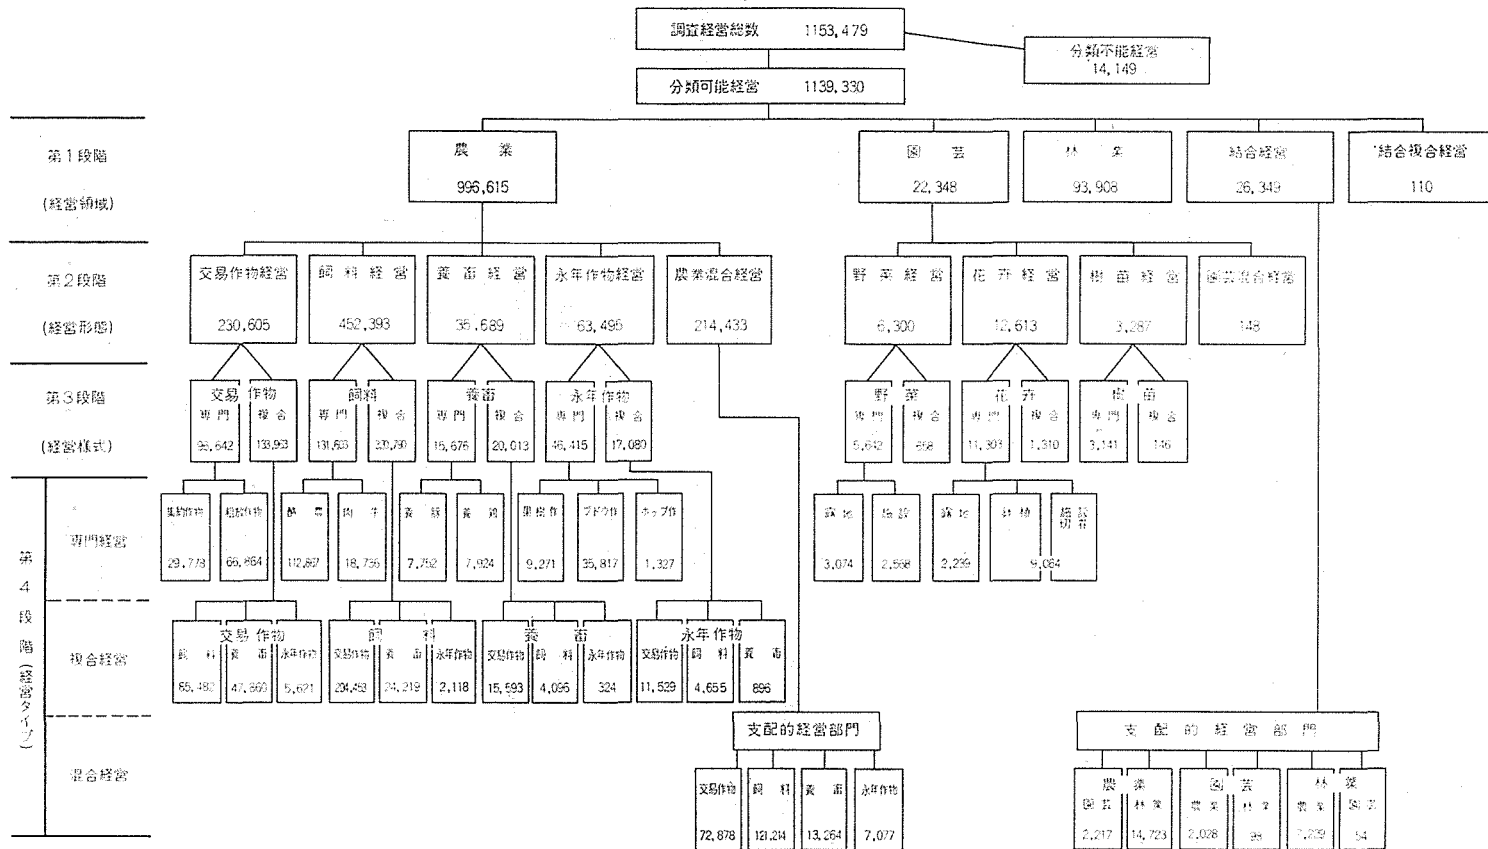 調査経営総数 1153,479
分類不能経営
14,149
分類可能経営 1139,330
第1段階
(経営領域)
農業
996,615
園芸
22,348
林業
93,908
結合経営
26,349
結合複合経営
110
第2段階
(経営形態)
交易作物経営
230,605
飼料経営
452,393
養畜経営
35,689
永年作物経営
63,495
農業混合経営
214,433
野菜経営
6,300
花卉経営
12,613
樹苗経営
3,287
園芸混合経営
148
第3段階
(経営様式)
交易作物
専門 複合
133,963
飼料
専門 複合
養畜
専門 複合
15,676 20,013
永年作物
専門 複合
46,415 17,080
野菜
専門 複合
5,642 658
花卉
専門 複合
11,303 1,310
樹苗
専門 複合
3,141 146
第4段階(経営タイプ)
専門経営
集約作物
29,778
粗放作物
66,864
酪農
112,867
肉牛
18,736
養豚
7,752
養鶏
7,924
果樹作
9,271
ブドウ作
35,817
ホップ作
1,327
露地
3,074
施設
2,568
露地
2,239
鉢植
施設切花
9,064
複合経営
交易作物
飼料 養畜 永年作物
5,621
飼料
交易作物 養畜 永年作物
24,219 2,118
養畜
交易作物 飼料 永年作物
15,593 4,096 324
永年作物
交易作物 飼料 養畜
11,529 4,655 896
混合経営
支配的経営部門
交易作物
72,878
飼料
121,214
養畜
13,264
永年作物
7,077
支配的経営部門
農業
園芸 林業
2,217 14,723
園芸
農業 林業
2,028 98
林業
農業 園芸
7,229 54